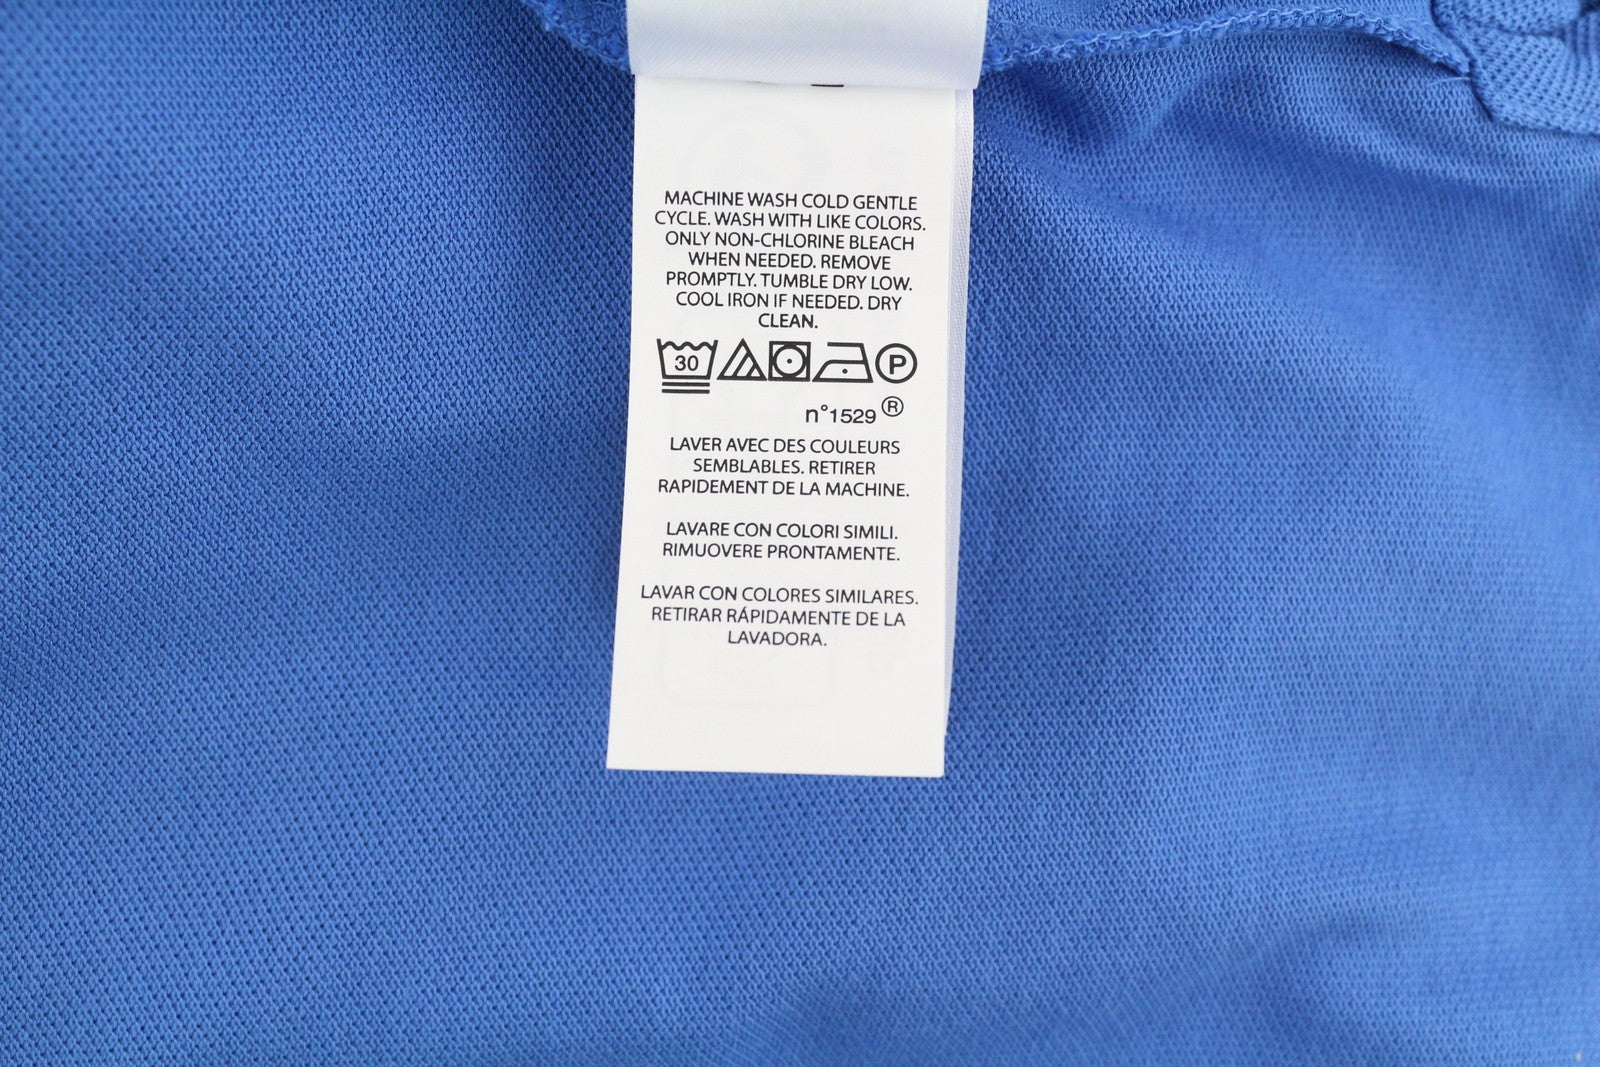 MACHINE WASH COLD GENTLE
CYCLE. WASH WITH LIKE COLORS.
ONLY NON-CHLORINE BLEACH
WHEN NEEDED. REMOVE
PROMPTLY. TUMBLE DRY LOW.
COOL IRON IF NEEDED. DRY
CLEAN.
30 P
n°1529®
LAVER AVEC DES COULEURS
SEMBLABLES. RETIRER
RAPIDEMENT DE LA MACHINE.
LAVARE CON COLORI SIMILI.
RIMUOVERE PRONTAMENTE.
LAVAR CON COLORES SIMILARES.
RETIRAR RÁPIDAMENTE DE LA
LAVADORA.